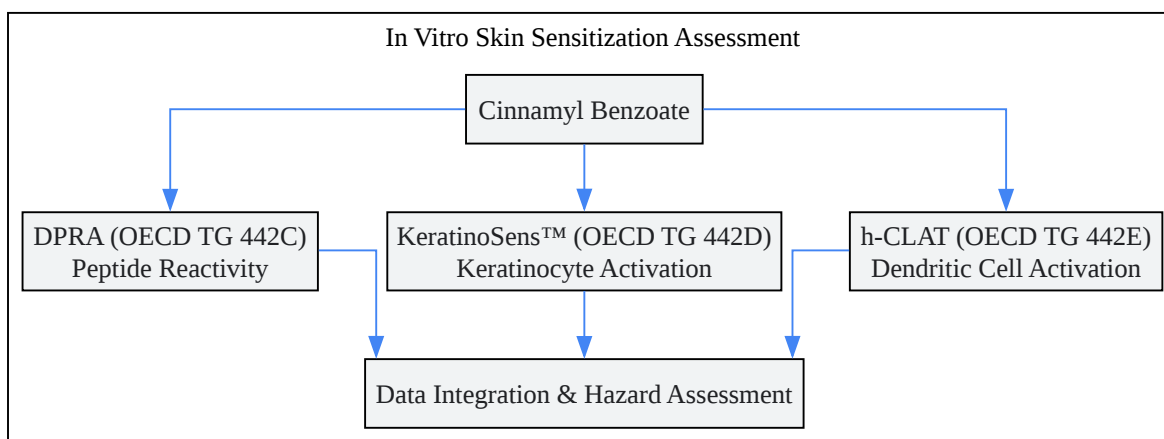 In Vitro Skin Sensitization Assessment
Cinnamyl Benzoate
DPRA (OECD TG 442C)
Peptide Reactivity
KeratinoSens™ (OECD TG 442D)
Keratinocyte Activation
h-CLAT (OECD TG 442E)
Dendritic Cell Activation
Data Integration & Hazard Assessment